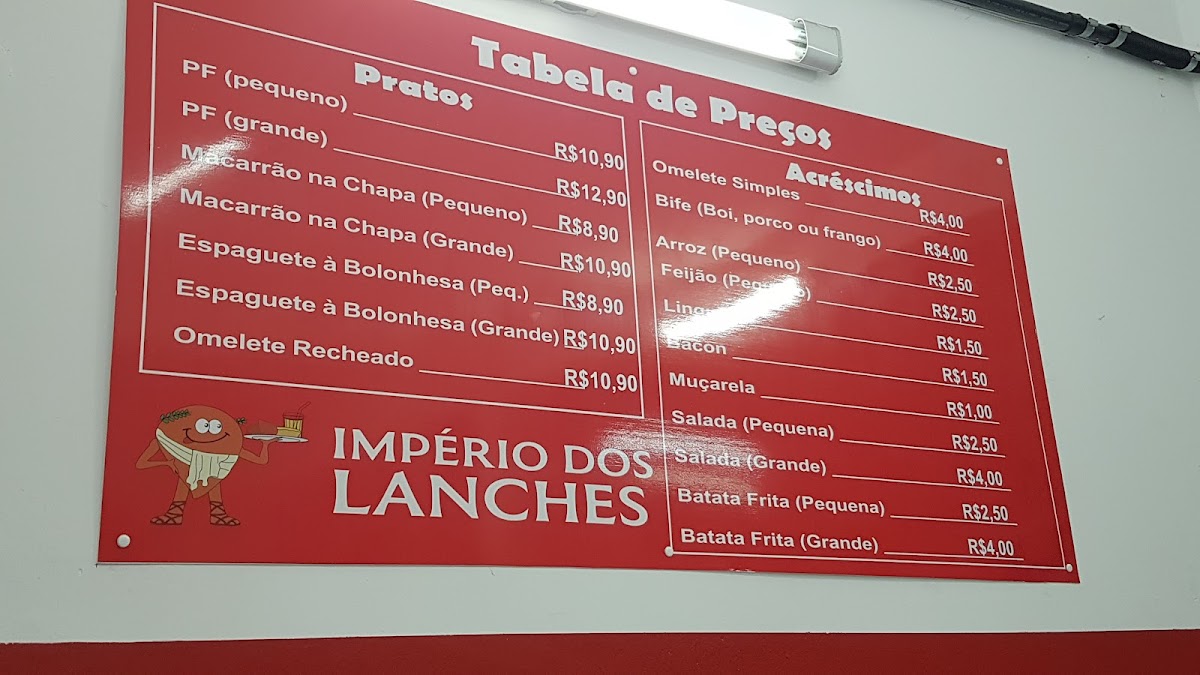 Tabela de Preços
Pratos
PF (pequeno) R$10,90
PF (grande) R$12,90
Macarrão na Chapa (Pequeno) R$8,90
Macarrão na Chapa (Grande) R$10,90
Espaguete à Bolonhesa (Peq.) R$8,90
Espaguete à Bolonhesa (Grande) R$10,90
Omelete Recheado R$10,90
IMPÉRIO DOS
LANCHES
Acréscimos
Omelete Simples R$4,00
Bife (Boi, porco ou frango) R$4,00
Arroz (Pequeno) R$2,50
Feijão (Pequeno) R$2,50
R$1,50
Bacon R$1,50
Muçarela R$1,00
Salada (Pequena) R$2,50
Salada (Grande) R$4,00
Batata Frita (Pequena) R$2,50
Batata Frita (Grande) R$4,00